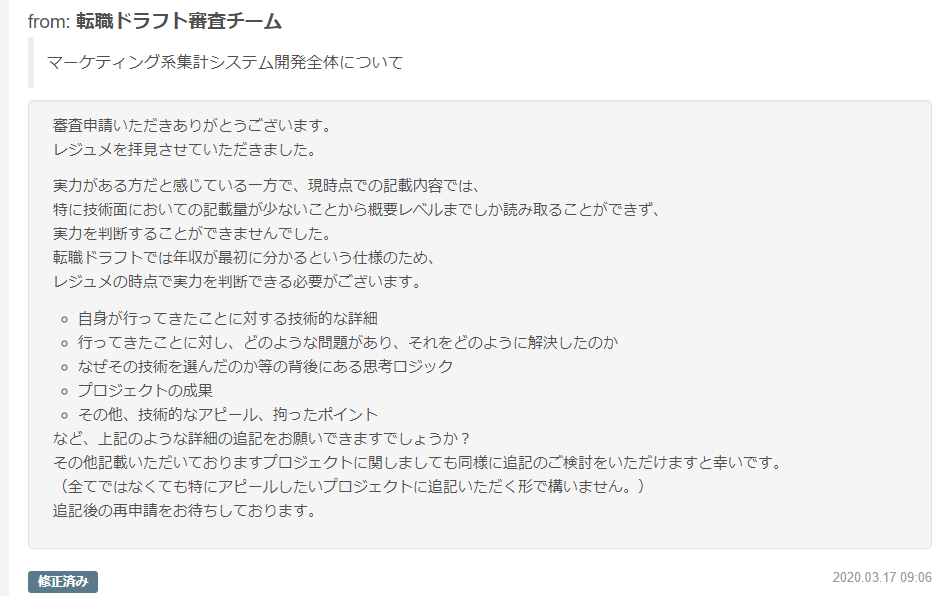 from: 転職ドラフト審査チーム
マーケティング系集計システム開発全体について
審査申請いただきありがとうございます。
レジュメを拝見させていただきました。
実力がある方だと感じている一方で、現時点での記載内容では、
特に技術面においての記載量が少ないことから概要レベルまでしか読み取ることができず、
実力を判断することができませんでした。
転職ドラフトでは年収が最初に分かるという仕様のため、
レジュメの時点で実力を判断できる必要がございます。
自身が行ってきたことに対する技術的な詳細
行ってきたことに対し、どのような問題があり、それをどのように解決したのか
なぜその技術を選んだのか等の背後にある思考ロジック
プロジェクトの成果
その他、技術的なアピール、拘ったポイント
など、上記のような詳細の追記をお願いできますでしょうか？
その他記載いただいておりますプロジェクトに関しましても同様に追記のご検討をいただけますと幸いです。
（全てではなくても特にアピールしたいプロジェクトに追記いただく形で構いません。）
追記後の再申請をお待ちしております。
修正済み
2020.03.17 09:06